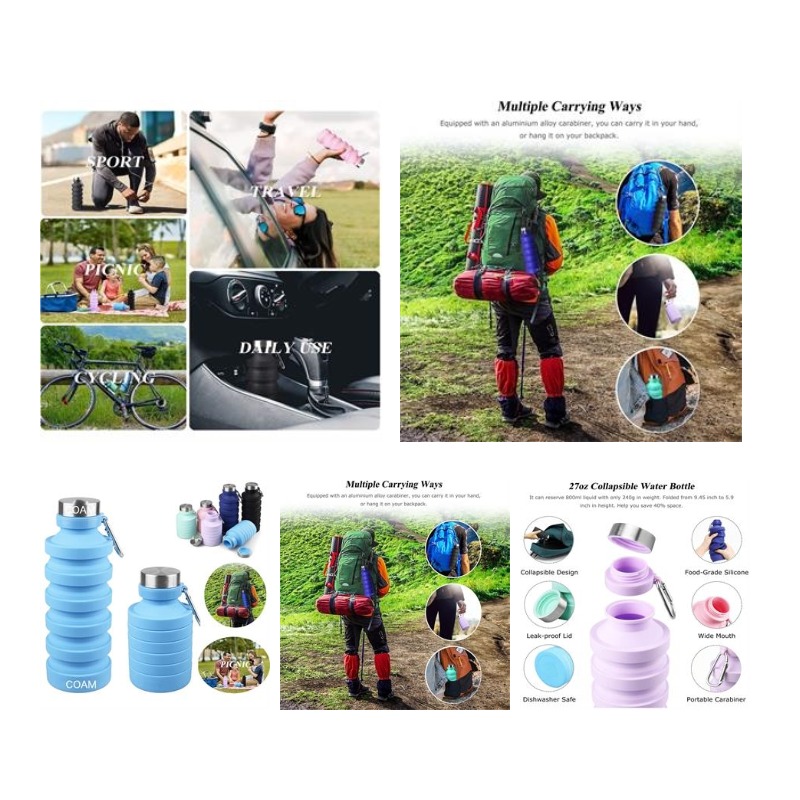 SPORT
TRAVEL
PICNIC
DAILY USE
CYCLING
Multiple Carrying Ways
Equipped with an aluminium alloy carabiner, you can carry it in your hand,
or hang it on your backpack.
COAM
COAM
PICNIC
Multiple Carrying Ways
Equipped with an aluminium alloy carabiner, you can carry it in your hand,
or hang it on your backpack.
27oz Collapsible Water Bottle
It can reserve 800ml liquid with only 240g in weight. Folded from 9.45 inch to 5.9
inch in height. Help you save 40% space.
Collapsible Design
Food-Grade Silicone
Leak-proof Lid
Wide Mouth
Dishwasher Safe
Portable Carabiner